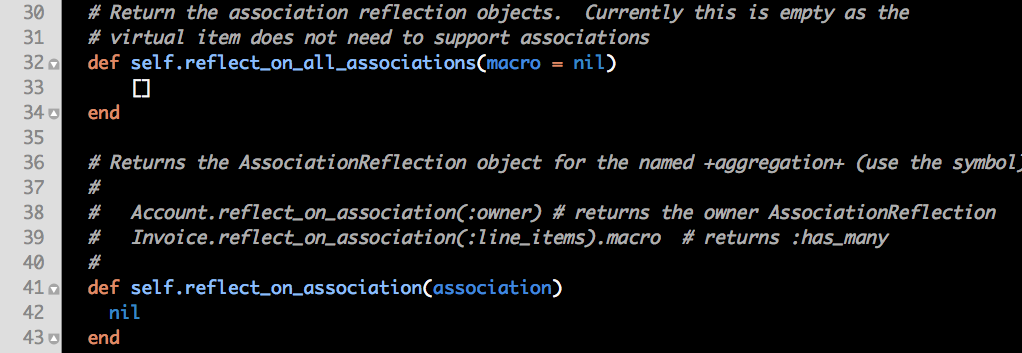 30 # Return the association reflection objects.  Currently this is empty as the
31 # virtual item does not need to support associations
32 def self.reflect_on_all_associations(macro = nil)
33     []
34 end
35
36 # Returns the AssociationReflection object for the named +aggregation+ (use the symbol)
37 #
38 #   Account.reflect_on_association(:owner) # returns the owner AssociationReflection
39 #   Invoice.reflect_on_association(:line_items).macro  # returns :has_many
40 #
41 def self.reflect_on_association(association)
42   nil
43 end